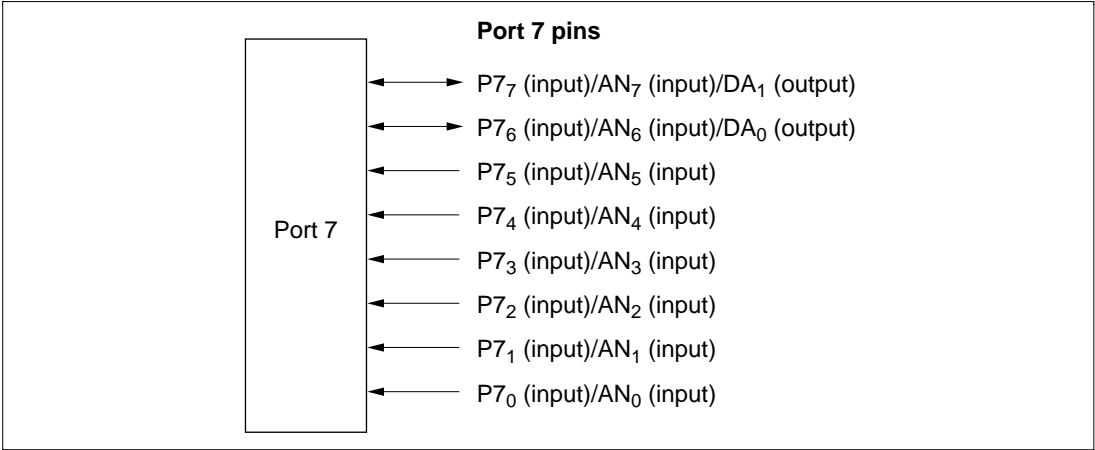 Port 7 pins
P7₇ (input)/AN₇ (input)/DA₁ (output)
P7₆ (input)/AN₆ (input)/DA₀ (output)
P7₅ (input)/AN₅ (input)
P7₄ (input)/AN₄ (input)
Port 7
P7₃ (input)/AN₃ (input)
P7₂ (input)/AN₂ (input)
P7₁ (input)/AN₁ (input)
P7₀ (input)/AN₀ (input)